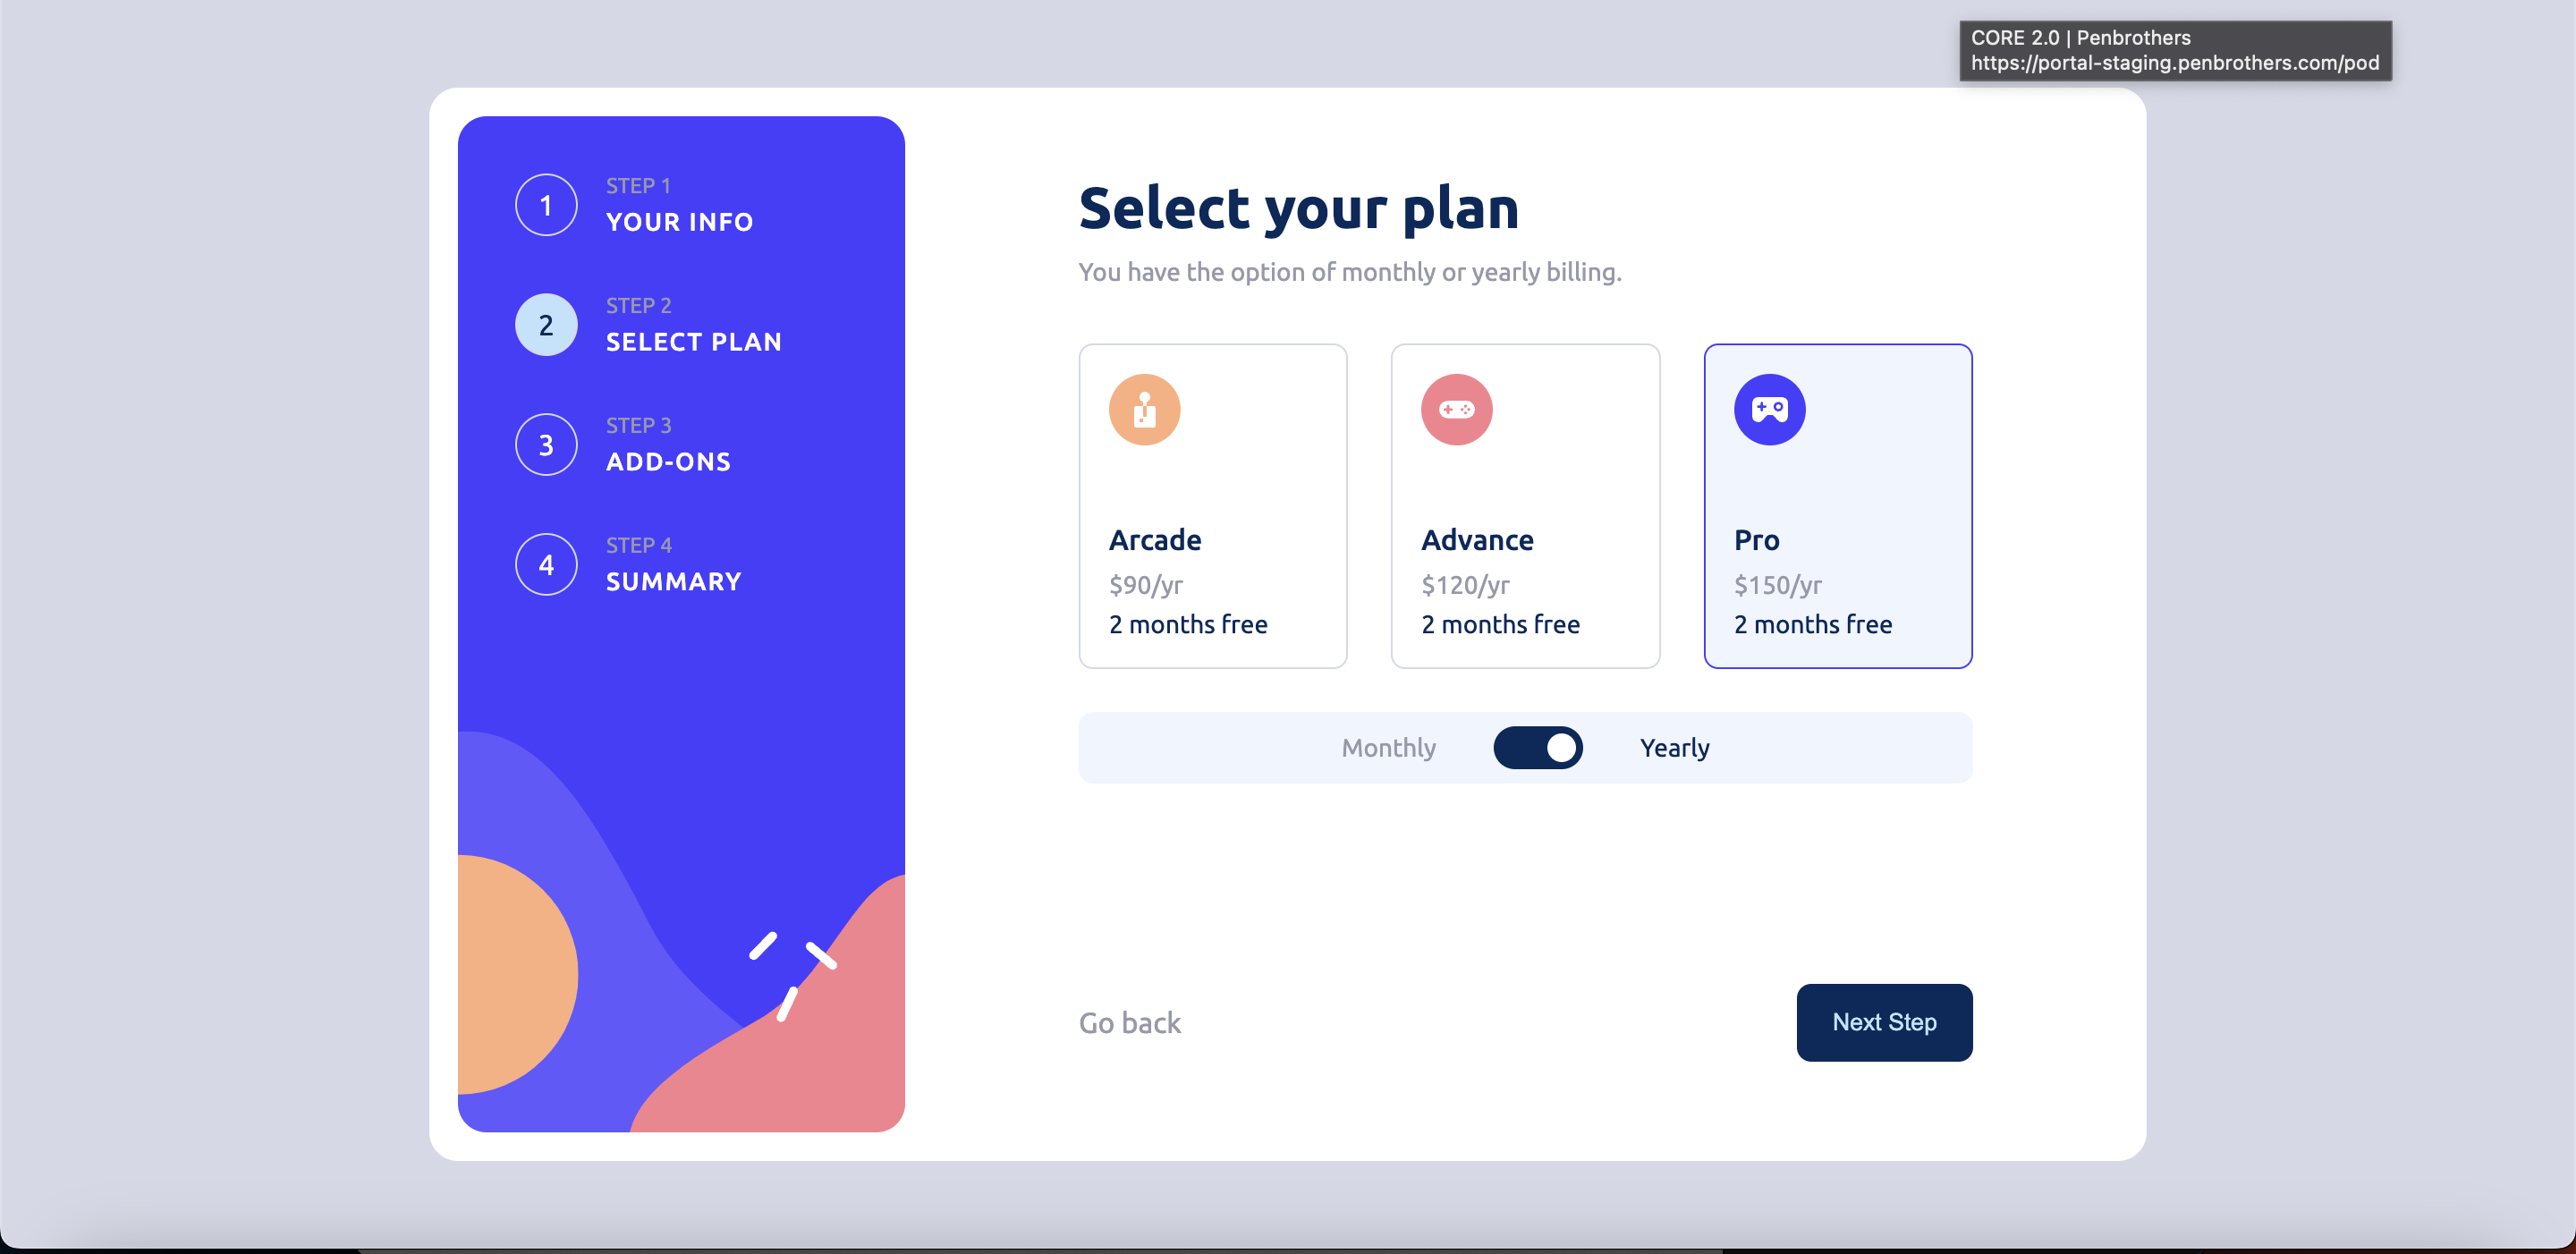 CORE 2.0 | Penbrothers
https://portal-staging.penbrothers.com/pod
1
STEP 1
YOUR INFO
2
STEP 2
SELECT PLAN
3
STEP 3
ADD-ONS
4
STEP 4
SUMMARY
Select your plan
You have the option of monthly or yearly billing.
Arcade
$90/yr
2 months free
Advance
$120/yr
2 months free
Pro
$150/yr
2 months free
Monthly
Yearly
Go back
Next Step